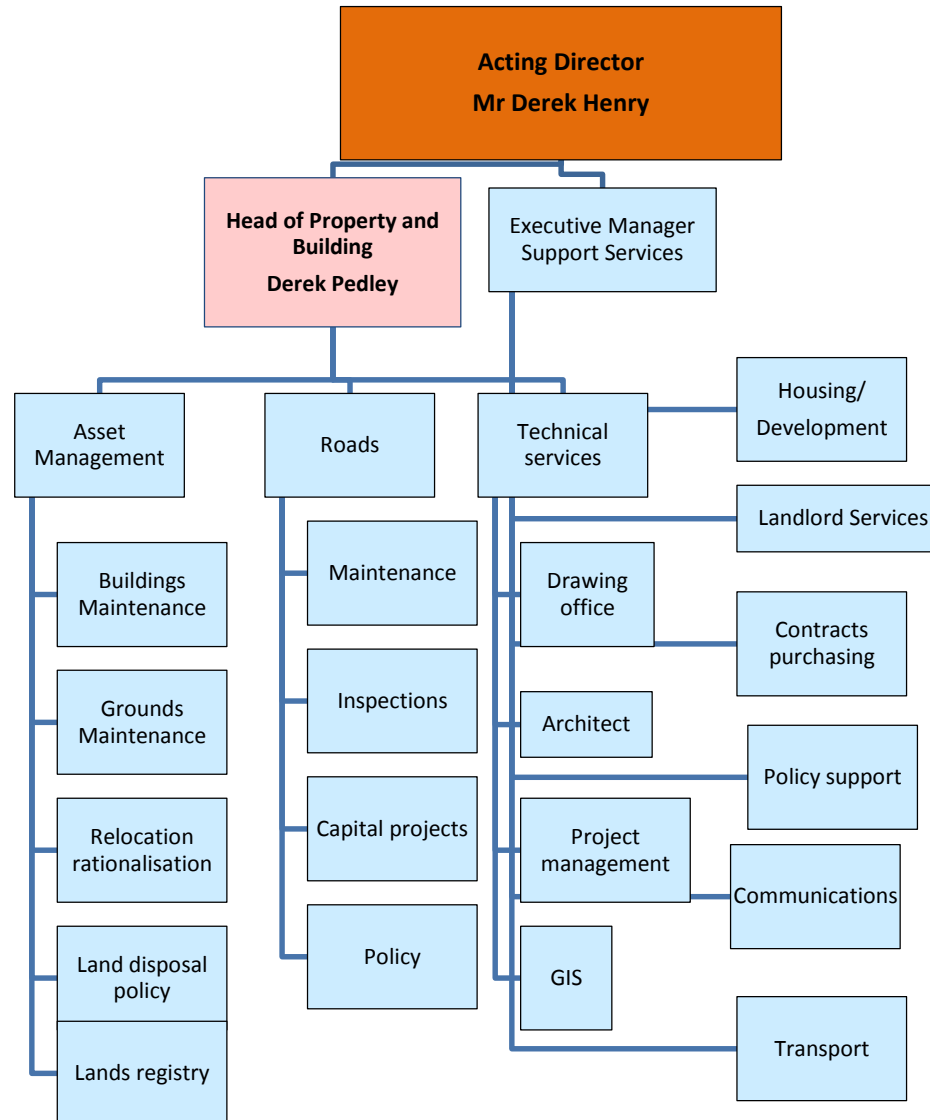 Acting Director
Mr Derek Henry
Head of Property and
Building
Derek Pedley
Executive Manager
Support Services
Asset
Management
Roads
Technical
services
Housing/
Development
Landlord Services
Buildings
Maintenance
Maintenance
Drawing
office
Contracts
purchasing
Grounds
Maintenance
Inspections
Architect
Policy support
Relocation
rationalisation
Capital projects
Project
management
Communications
Land disposal
policy
Policy
GIS
Lands registry
Transport